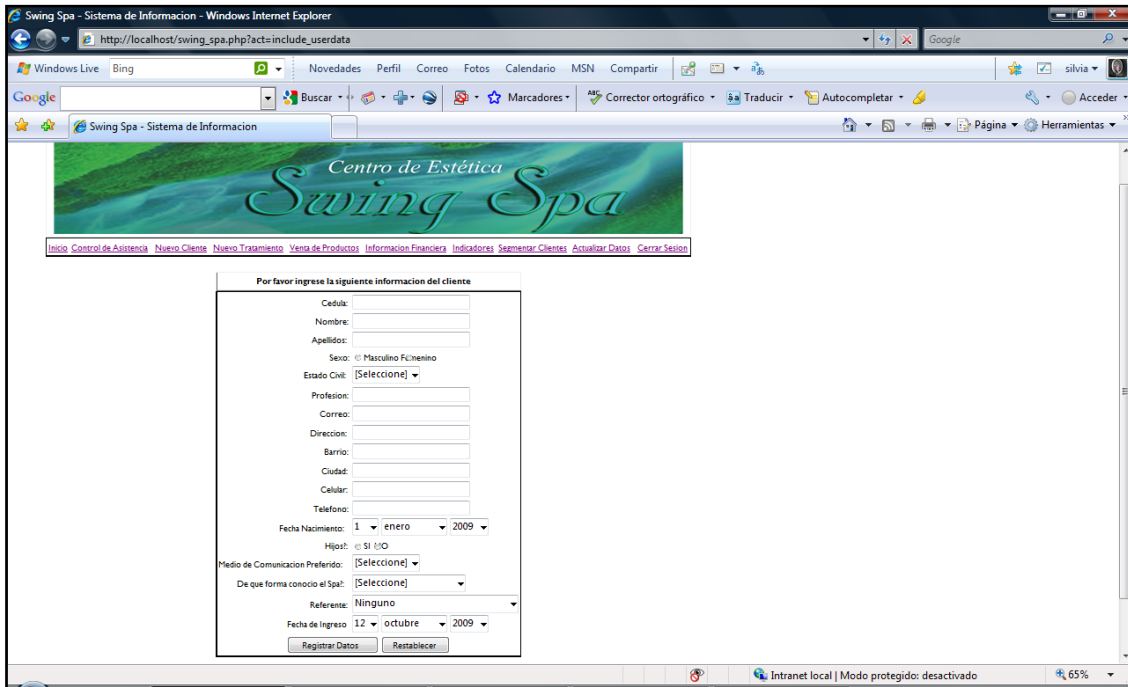 Swing Spa - Sistema de Informacion - Windows Internet Explorer
http://localhost/swing_spa.php?act=include_userdata Google
Windows Live Bing Novedades Perfil Correo Fotos Calendario MSN Compartir silvia
Google Buscar Marcadores Corrector ortográfico Traducir Autocompletar Acceder
Swing Spa - Sistema de Informacion Página Herramientas
Centro de Estética
Swing Spa
Inicio Control de Asistencia Nuevo Cliente Nuevo Tratamiento Venta de Productos Informacion Financiera Indicadores Segmentar Clientes Actualizar Datos Cerrar Sesion
Por favor ingrese la siguiente informacion del cliente
Cedula:
Nombre:
Apellidos:
Sexo: Masculino Femenino
Estado Civil: [Seleccione]
Profesion:
Correo:
Direccion:
Barrio:
Ciudad:
Celular:
Telefono:
Fecha Nacimiento: 1 enero 2009
Hijos?: SI NO
Medio de Comunicacion Preferido: [Seleccione]
De que forma conocio el Spa?: [Seleccione]
Referente: Ninguno
Fecha de Ingreso 12 octubre 2009
Registrar Datos Restablecer
Intranet local | Modo protegido: desactivado 65%